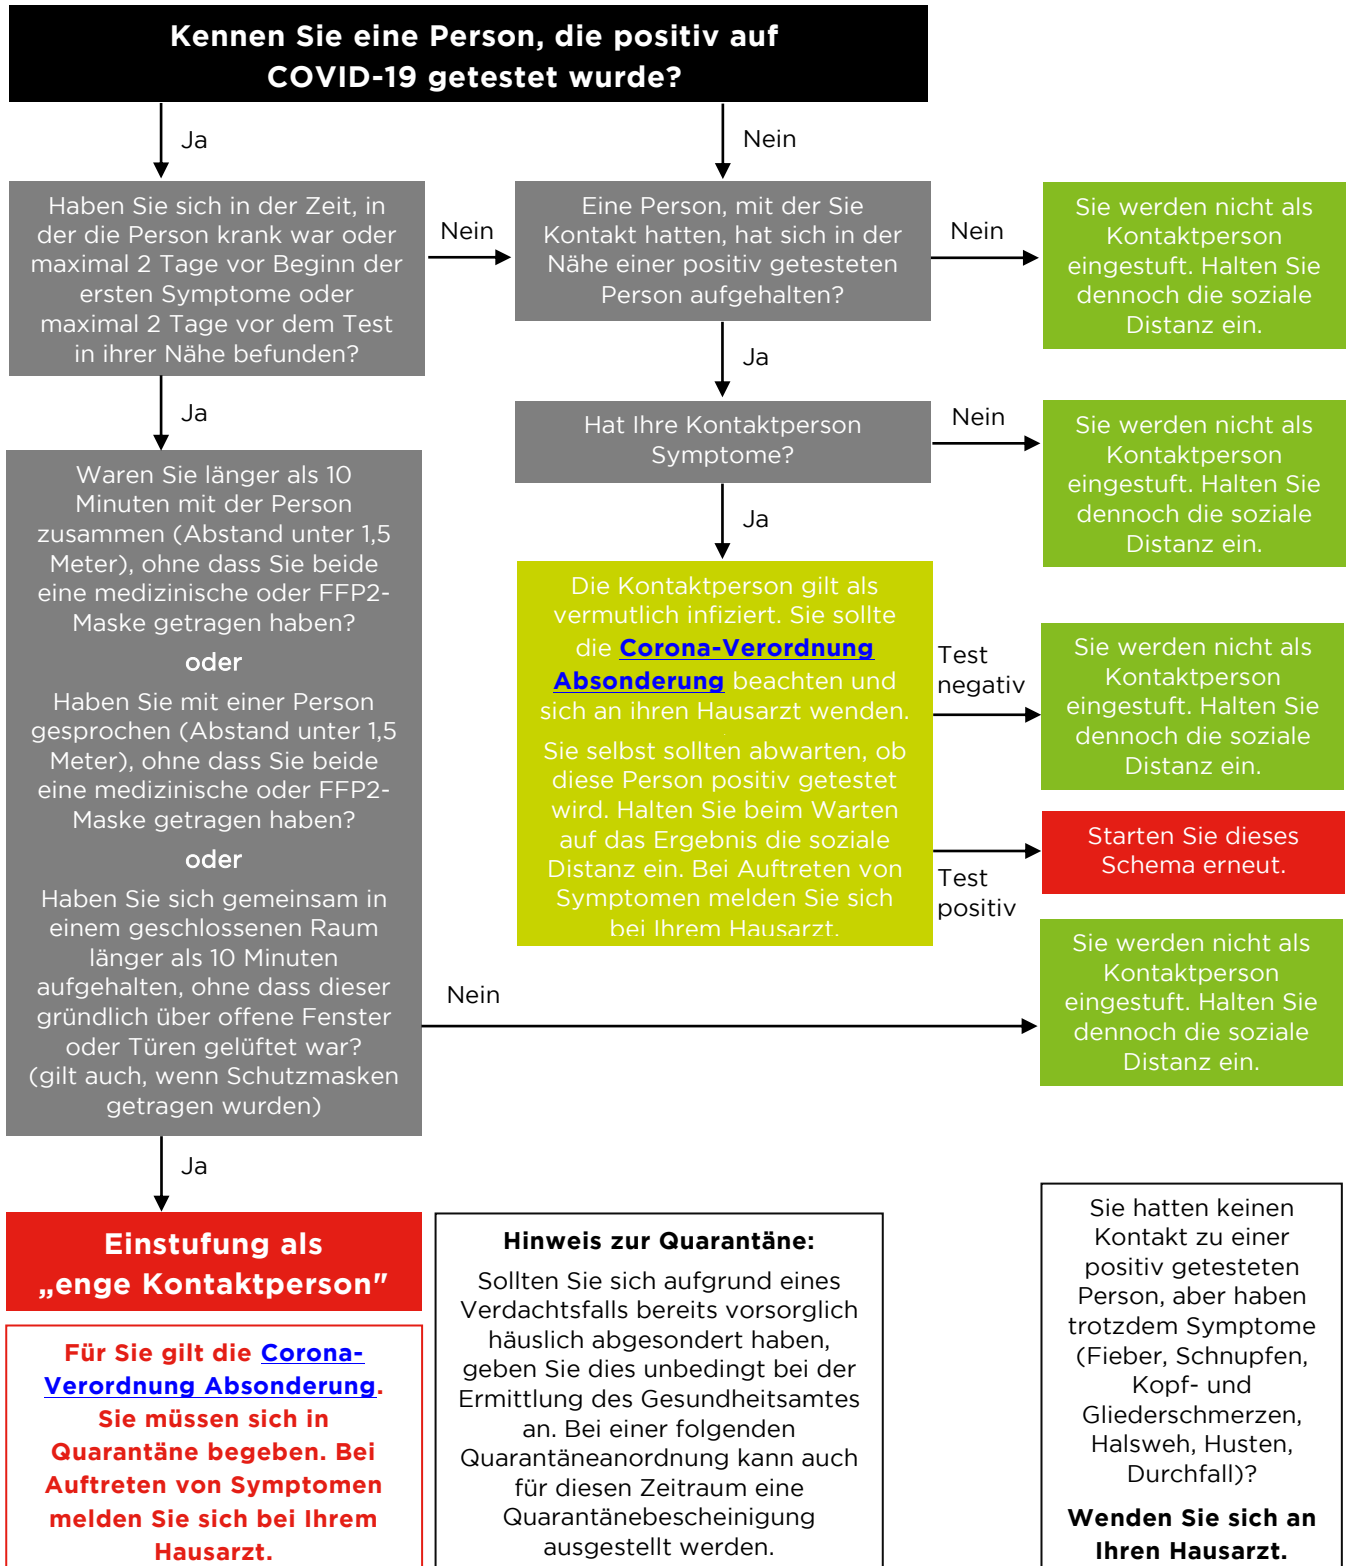 Kennen Sie eine Person, die positiv auf
COVID-19 getestet wurde?
Ja
Nein
Haben Sie sich in der Zeit, in
der die Person krank war oder
maximal 2 Tage vor Beginn der
ersten Symptome oder
maximal 2 Tage vor dem Test
in ihrer Nähe befunden?
Nein
Eine Person, mit der Sie
Kontakt hatten, hat sich in der
Nähe einer positiv getesteten
Person aufgehalten?
Nein
Sie werden nicht als
Kontaktperson
eingestuft. Halten Sie
dennoch die soziale
Distanz ein.
Ja
Ja
Hat Ihre Kontaktperson
Symptome?
Nein
Sie werden nicht als
Kontaktperson
eingestuft. Halten Sie
dennoch die soziale
Distanz ein.
Waren Sie länger als 10
Minuten mit der Person
zusammen (Abstand unter 1,5
Meter), ohne dass Sie beide
eine medizinische oder FFP2-
Maske getragen haben?
oder
Haben Sie mit einer Person
gesprochen (Abstand unter 1,5
Meter), ohne dass Sie beide
eine medizinische oder FFP2-
Maske getragen haben?
oder
Haben Sie sich gemeinsam in
einem geschlossenen Raum
länger als 10 Minuten
aufgehalten, ohne dass dieser
gründlich über offene Fenster
oder Türen gelüftet war?
(gilt auch, wenn Schutzmasken
getragen wurden)
Ja
Die Kontaktperson gilt als
vermutlich infiziert. Sie sollte
die Corona-Verordnung
Absonderung beachten und
sich an ihren Hausarzt wenden.
Sie selbst sollten abwarten, ob
diese Person positiv getestet
wird. Halten Sie beim Warten
auf das Ergebnis die soziale
Distanz ein. Bei Auftreten von
Symptomen melden Sie sich
bei Ihrem Hausarzt.
Test
negativ
Sie werden nicht als
Kontaktperson
eingestuft. Halten Sie
dennoch die soziale
Distanz ein.
Test
positiv
Starten Sie dieses
Schema erneut.
Nein
Sie werden nicht als
Kontaktperson
eingestuft. Halten Sie
dennoch die soziale
Distanz ein.
Ja
Einstufung als
„enge Kontaktperson"
Für Sie gilt die Corona-
Verordnung Absonderung.
Sie müssen sich in
Quarantäne begeben. Bei
Auftreten von Symptomen
melden Sie sich bei Ihrem
Hausarzt.
Hinweis zur Quarantäne:
Sollten Sie sich aufgrund eines
Verdachtsfalls bereits vorsorglich
häuslich abgesondert haben,
geben Sie dies unbedingt bei der
Ermittlung des Gesundheitsamtes
an. Bei einer folgenden
Quarantäneanordnung kann auch
für diesen Zeitraum eine
Quarantänebescheinigung
ausgestellt werden.
Sie hatten keinen
Kontakt zu einer
positiv getesteten
Person, aber haben
trotzdem Symptome
(Fieber, Schnupfen,
Kopf- und
Gliederschmerzen,
Halsweh, Husten,
Durchfall)?
Wenden Sie sich an
Ihren Hausarzt.